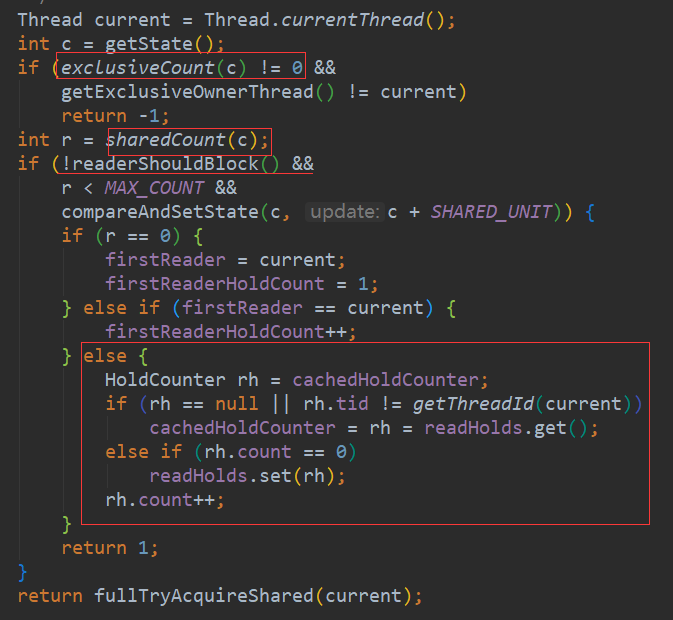 Thread current = Thread.currentThread();
int c = getState();
if (exclusiveCount(c) != 0 &&
getExclusiveOwnerThread() != current)
return -1;
int r = sharedCount(c);
if (!readerShouldBlock() &&
r < MAX_COUNT &&
compareAndSetState(c, update: c + SHARED_UNIT)) {
if (r == 0) {
firstReader = current;
firstReaderHoldCount = 1;
} else if (firstReader == current) {
firstReaderHoldCount++;
} else {
HoldCounter rh = cachedHoldCounter;
if (rh == null || rh.tid != getThreadId(current))
cachedHoldCounter = rh = readHolds.get();
else if (rh.count == 0)
readHolds.set(rh);
rh.count++;
}
return 1;
}
return fullTryAcquireShared(current);